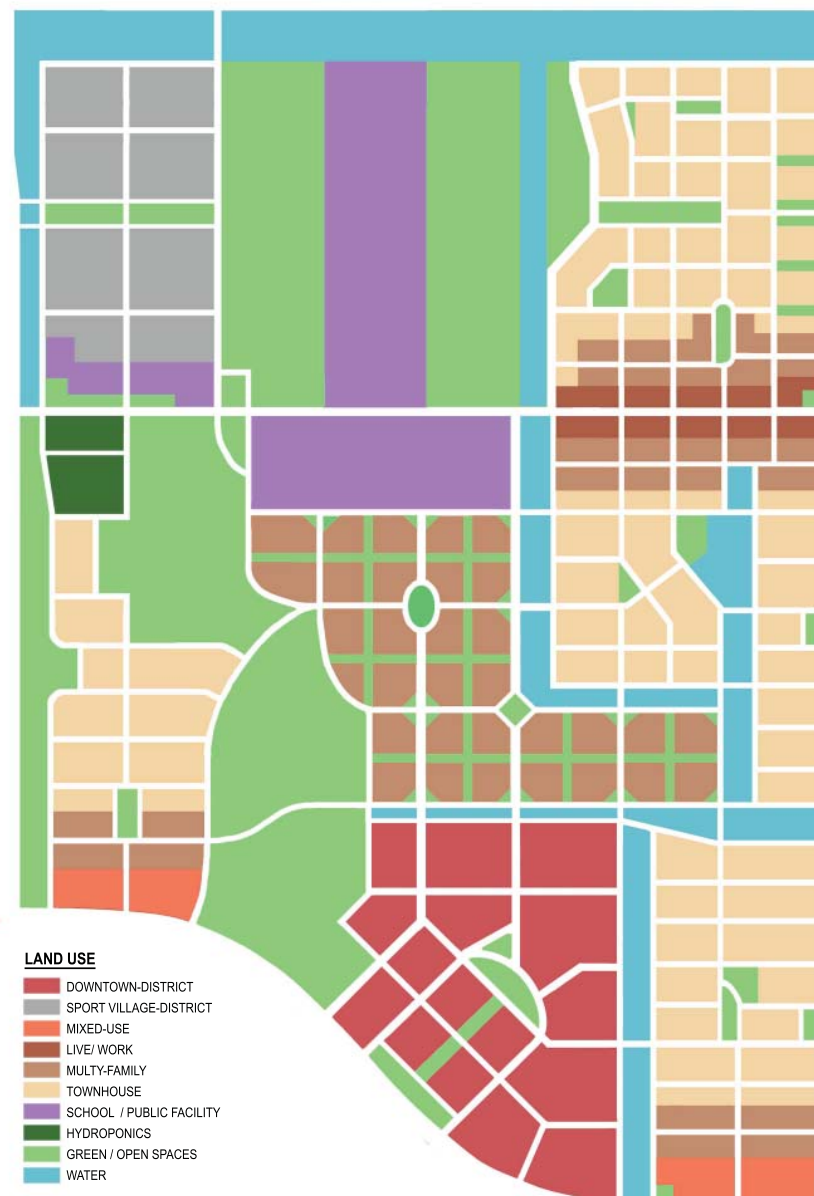 LAND USE
DOWNTOWN-DISTRICT
SPORT VILLAGE-DISTRICT
MIXED-USE
LIVE/ WORK
MULTY-FAMILY
TOWNHOUSE
SCHOOL / PUBLIC FACILITY
HYDROPONICS
GREEN / OPEN SPACES
WATER